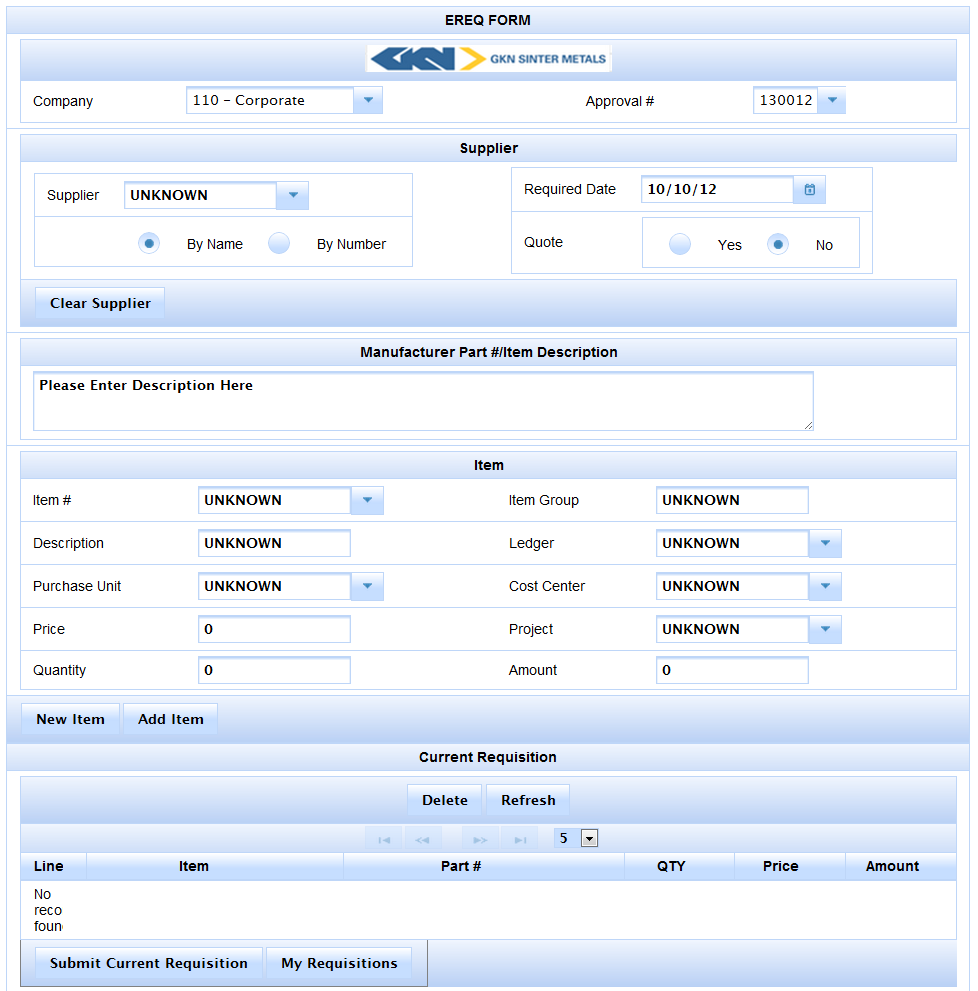 EREQ FORM
GKN GKN SINTER METALS
Company 110 - Corporate Approval # 130012
Supplier
Supplier UNKNOWN Required Date 10/10/12
By Name By Number Quote Yes No
Clear Supplier
Manufacturer Part #/Item Description
Please Enter Description Here
Item
Item # UNKNOWN Item Group UNKNOWN
Description UNKNOWN Ledger UNKNOWN
Purchase Unit UNKNOWN Cost Center UNKNOWN
Price 0 Project UNKNOWN
Quantity 0 Amount 0
New Item Add Item
Current Requisition
Delete Refresh
5
Line Item Part # QTY Price Amount
No
reco
foun
Submit Current Requisition My Requisitions